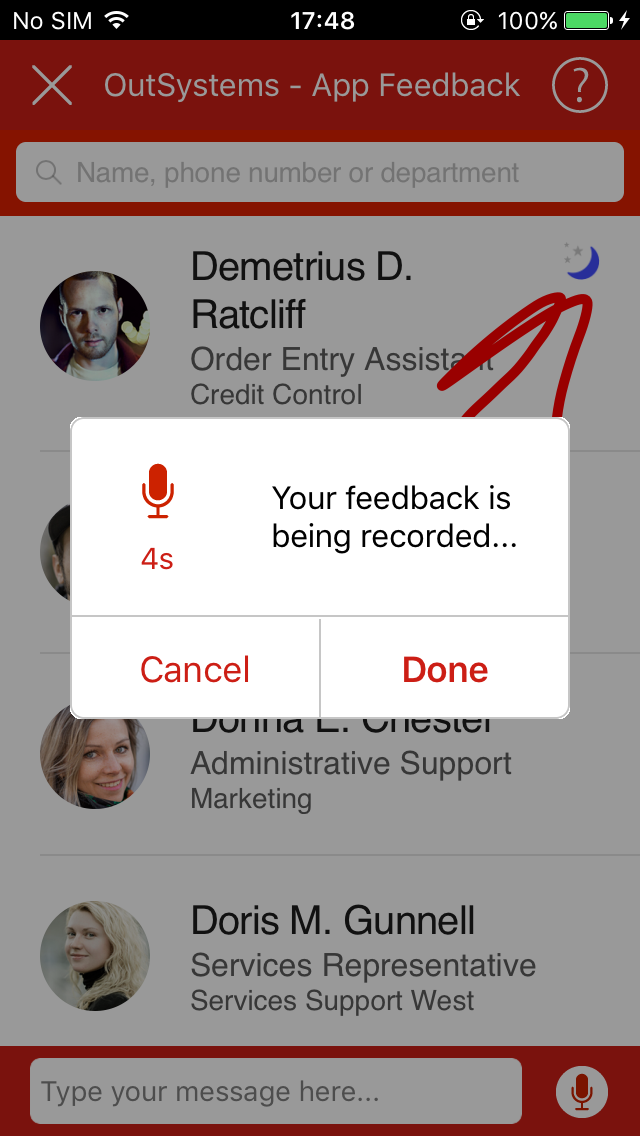 No SIM 17:48 100%
OutSystems - App Feedback ?
Name, phone number or department
Demetrius D.
Ratcliff
Order Entry Assistant
Credit Control
Your feedback is
being recorded...
4s
Cancel Done
Donna E. Chester
Administrative Support
Marketing
Doris M. Gunnell
Services Representative
Services Support West
Type your message here...